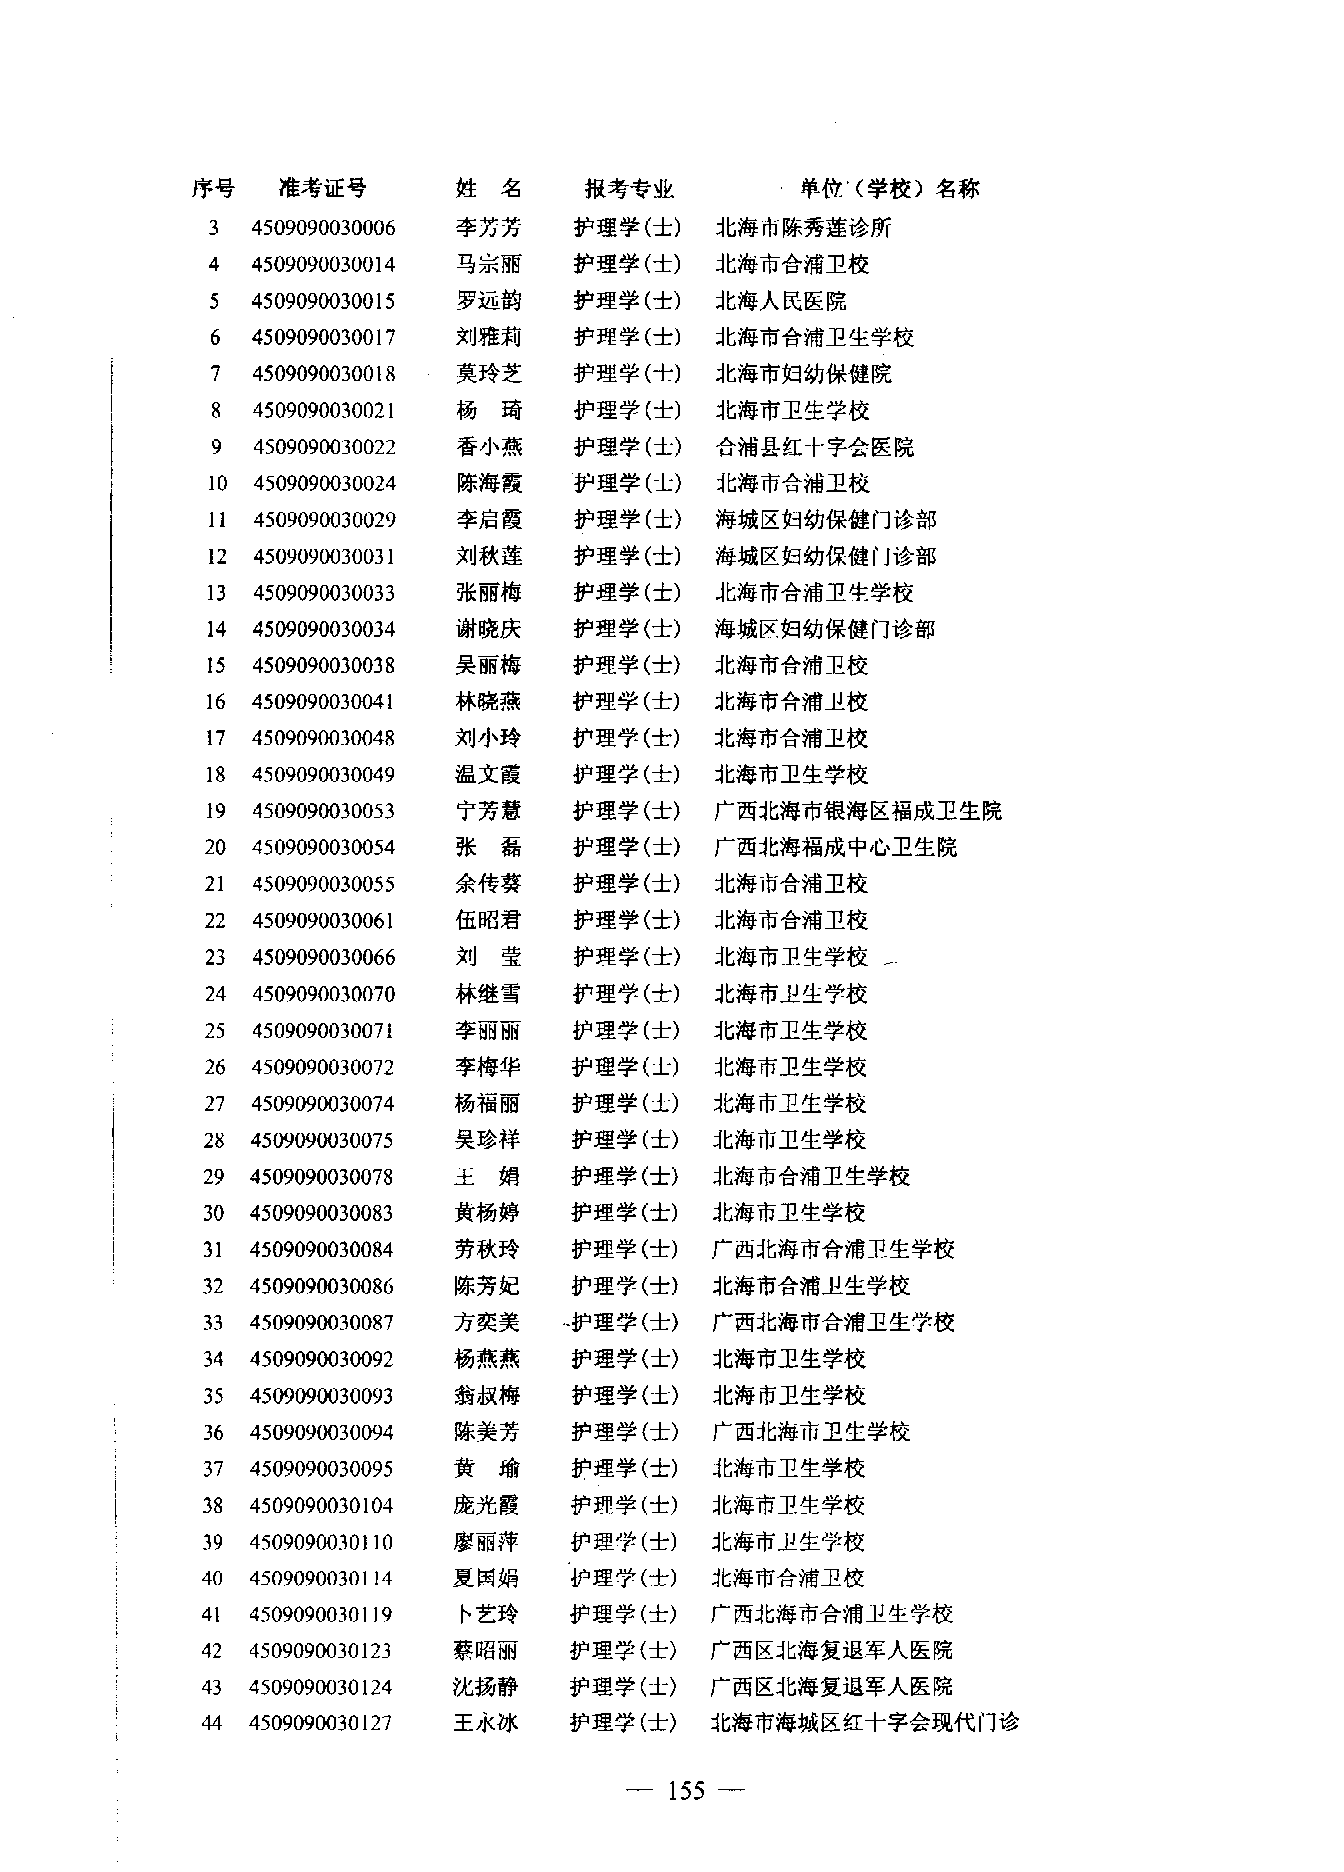 序号 准考证号 姓 名 报考专业 单位（学校）名称
3 4509090030006 李芳芳 护理学(士) 北海市陈秀莲诊所
4 4509090030014 马宗丽 护理学(士) 北海市合浦卫校
5 4509090030015 罗远韵 护理学(士) 北海人民医院
6 4509090030017 刘雅莉 护理学(士) 北海市合浦卫生学校
7 4509090030018 莫玲芝 护理学(士) 北海市妇幼保健院
8 4509090030021 杨 琦 护理学(士) 北海市卫生学校
9 4509090030022 香小燕 护理学(士) 合浦县红十字会医院
10 4509090030024 陈海霞 护理学(士) 北海市合浦卫校
11 4509090030029 李启霞 护理学(士) 海城区妇幼保健门诊部
12 4509090030031 刘秋莲 护理学(士) 海城区妇幼保健门诊部
13 4509090030033 张丽梅 护理学(士) 北海市合浦卫生学校
14 4509090030034 谢晓庆 护理学(士) 海城区妇幼保健门诊部
15 4509090030038 吴丽梅 护理学(士) 北海市合浦卫校
16 4509090030041 林晓燕 护理学(士) 北海市合浦卫校
17 4509090030048 刘小玲 护理学(士) 北海市合浦卫校
18 4509090030049 温文霞 护理学(士) 北海市卫生学校
19 4509090030053 宁芳慧 护理学(士) 广西北海市银海区福成卫生院
20 4509090030054 张 磊 护理学(士) 广西北海福成中心卫生院
21 4509090030055 余传葵 护理学(士) 北海市合浦卫校
22 4509090030061 伍昭君 护理学(士) 北海市合浦卫校
23 4509090030066 刘 莹 护理学(士) 北海市卫生学校
24 4509090030070 林继雪 护理学(士) 北海市卫生学校
25 4509090030071 李丽丽 护理学(士) 北海市卫生学校
26 4509090030072 李梅华 护理学(士) 北海市卫生学校
27 4509090030074 杨福丽 护理学(士) 北海市卫生学校
28 4509090030075 吴珍祥 护理学(士) 北海市卫生学校
29 4509090030078 王 娟 护理学(士) 北海市合浦卫生学校
30 4509090030083 黄杨婷 护理学(士) 北海市卫生学校
31 4509090030084 劳秋玲 护理学(士) 广西北海市合浦卫生学校
32 4509090030086 陈芳妃 护理学(士) 北海市合浦卫生学校
33 4509090030087 方奕美 护理学(士) 广西北海市合浦卫生学校
34 4509090030092 杨燕燕 护理学(士) 北海市卫生学校
35 4509090030093 翁叔梅 护理学(士) 北海市卫生学校
36 4509090030094 陈美芳 护理学(士) 广西北海市卫生学校
37 4509090030095 黄 瑜 护理学(士) 北海市卫生学校
38 4509090030104 庞光霞 护理学(士) 北海市卫生学校
39 4509090030110 廖丽萍 护理学(士) 北海市卫生学校
40 4509090030114 夏国娟 护理学(士) 北海市合浦卫校
41 4509090030119 卜艺玲 护理学(士) 广西北海市合浦卫生学校
42 4509090030123 蔡昭丽 护理学(士) 广西区北海复退军人医院
43 4509090030124 沈扬静 护理学(士) 广西区北海复退军人医院
44 4509090030127 王永冰 护理学(士) 北海市海城区红十字会现代门诊
— 155 —